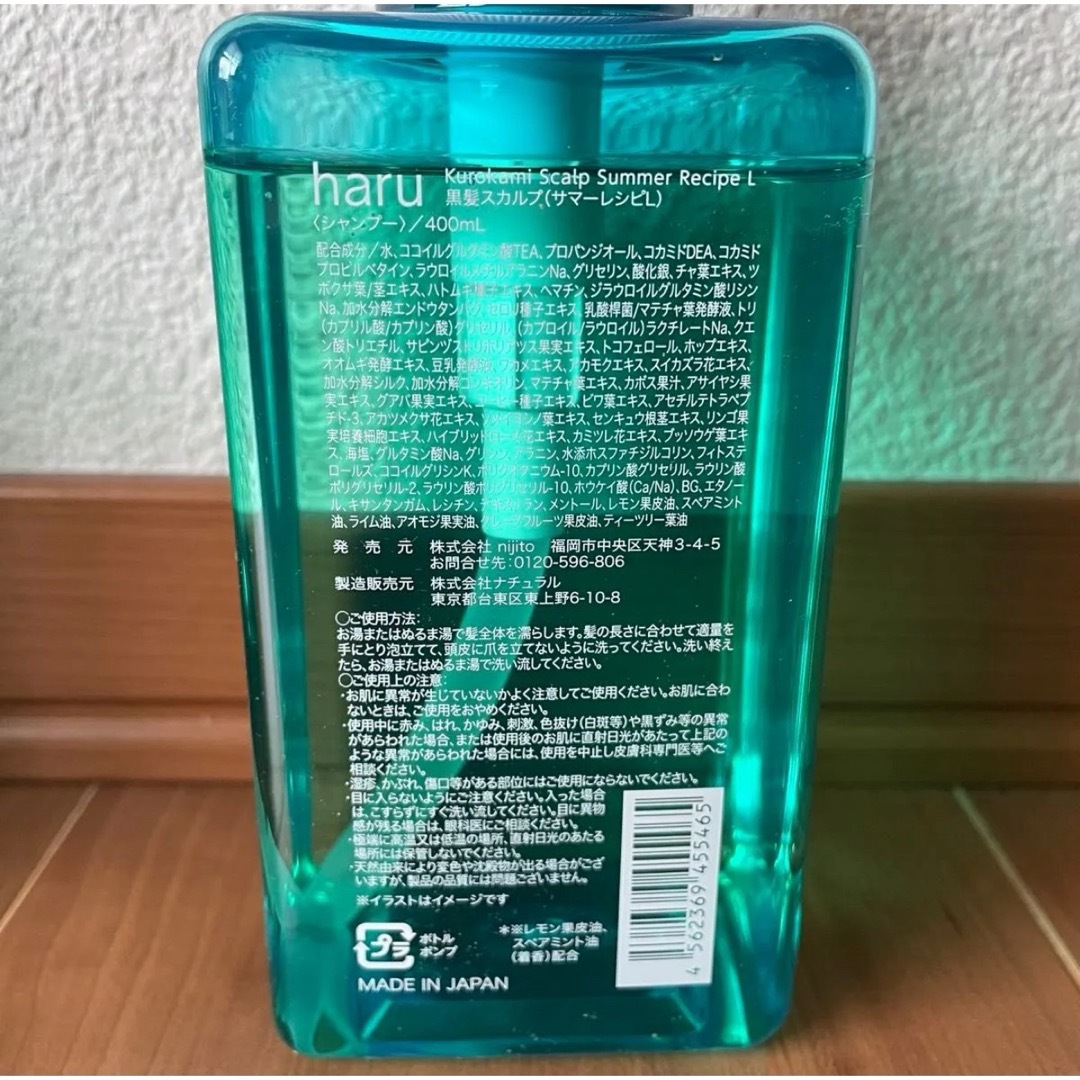 haru
Kurokami Scalp Summer Recipe L
黒髪スカルプ(サマーレシピL)
〈シャンプー〉/400mL
配合成分/水、ココイルグルタミン酸TEA、プロパンジオール、コカミドDEA、コカミド
プロピルベタイン、ラウロイルメチルアラニンNa、グリセリン、酸化銀、チャ葉エキス、ツ
ボクサ葉/茎エキス、ハトムギ種子エキス、ヘマチン、ジラウロイルグルタミン酸リシン
Na、加水分解エンドウタンパク、セロリ種子エキス、乳酸桿菌/マテチャ葉発酵液、トリ
(カプリル酸/カプリン酸)グリセリル、(カプロイル/ラウロイル)ラクチレートNa、クエ
ン酸トリエチル、サピンヅストリホリアツス果実エキス、トコフェロール、ホップエキス、
オオムギ発酵エキス、豆乳発酵液、ワカメエキス、アカモクエキス、スイカズラ花エキス、
加水分解シルク、加水分解コンキオリン、マテチャ葉エキス、カボス果汁、アサイヤシ果
実エキス、グアバ果実エキス、コーヒー種子エキス、ビワ葉エキス、アセチルテトラペプ
チド-3、アカツメクサ花エキス、ソメイヨシノ葉エキス、センキュウ根茎エキス、リンゴ果
実培養細胞エキス、ハイブリッドローズ花エキス、カミツレ花エキス、ブッソウゲ葉エキ
ス、海塩、グルタミン酸Na、グリシン、アラニン、水添ホスファチジルコリン、フィトステ
ロールズ、ココイルグリシンK、ポリクオタニウム-10、カプリン酸グリセリル、ラウリン酸
ポリグリセリル-2、ラウリン酸ポリグリセリル-10、ホウケイ酸(Ca/Na)、BG、エタノー
ル、キサンタンガム、レシチン、デキストラン、メントール、レモン果皮油、スペアミント
油、ライム油、アオモジ果実油、グレープフルーツ果皮油、ティーツリー葉油
発売元 株式会社 nijito 福岡市中央区天神3-4-5
お問合せ先:0120-596-806
製造販売元 株式会社ナチュラル
東京都台東区東上野6-10-8
○ご使用方法:
お湯またはぬるま湯で髪全体を濡らします。髪の長さに合わせて適量を
手にとり泡立てて、頭皮に爪を立てないように洗ってください。洗い終え
たら、お湯またはぬるま湯で洗い流してください。
○ご使用上の注意:
・お肌に異常が生じていないかよく注意してご使用ください。お肌に合わ
ないときは、ご使用をおやめください。
・使用中に赤み、はれ、かゆみ、刺激、色抜け(白斑等)や黒ずみ等の異常
があらわれた場合、または使用後のお肌に直射日光があたって上記の
ような異常があらわれた場合には、使用を中止し皮膚科専門医等へご
相談ください。
・湿疹、かぶれ、傷口等がある部位にはご使用にならないでください。
・目に入らないようにご注意ください。入った場合
は、こすらずにすぐ洗い流してください。目に異物
感が残る場合は、眼科医にご相談ください。
・極端に高温又は低温の場所、直射日光のあたる
場所には保管しないでください。
・天然由来により変色や沈殿物が出る場合がござ
いますが、製品の品質には問題ございません。
※イラストはイメージです
プラ
ボトル
ポンプ
＊※レモン果皮油、
スペアミント油
(着香)配合
MADE IN JAPAN
4 562369 455465